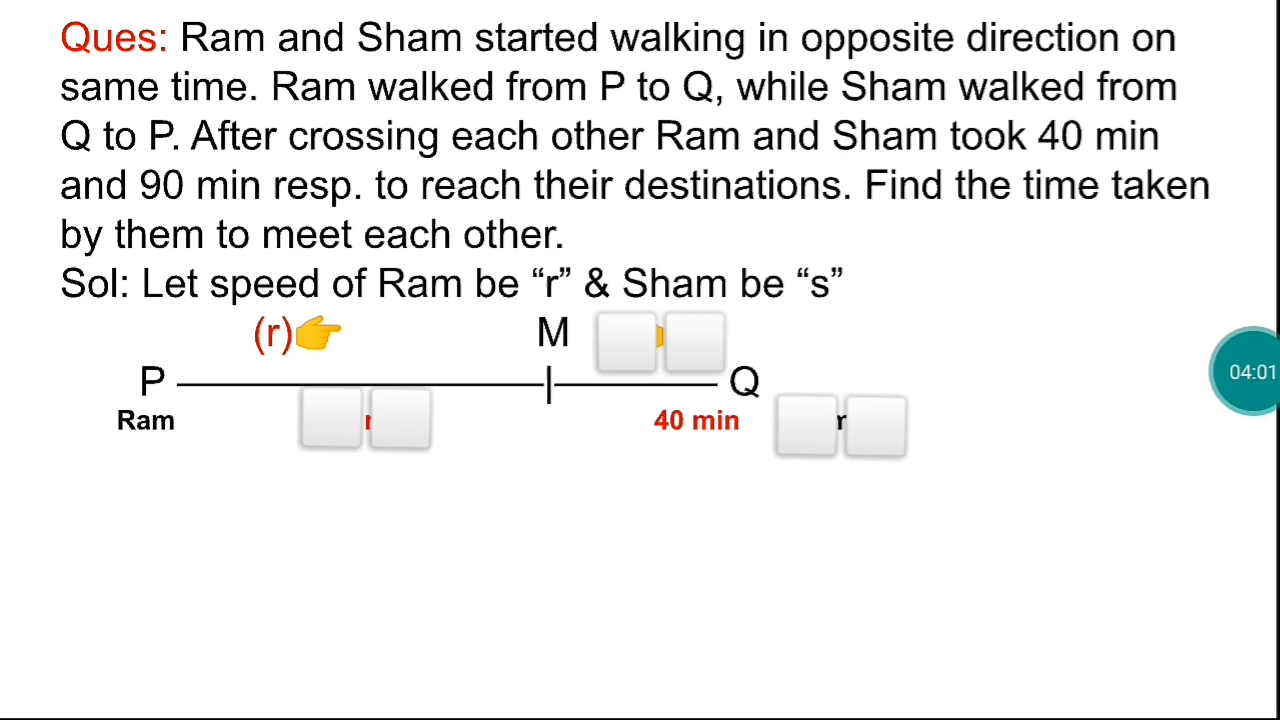 Ques: Ram and Sham started walking in opposite direction on
same time. Ram walked from P to Q, while Sham walked from
Q to P. After crossing each other Ram and Sham took 40 min
and 90 min resp. to reach their destinations. Find the time taken
by them to meet each other.
Sol: Let speed of Ram be “r” & Sham be “s”
(r) M
P Q
Ram 40 min
04:01